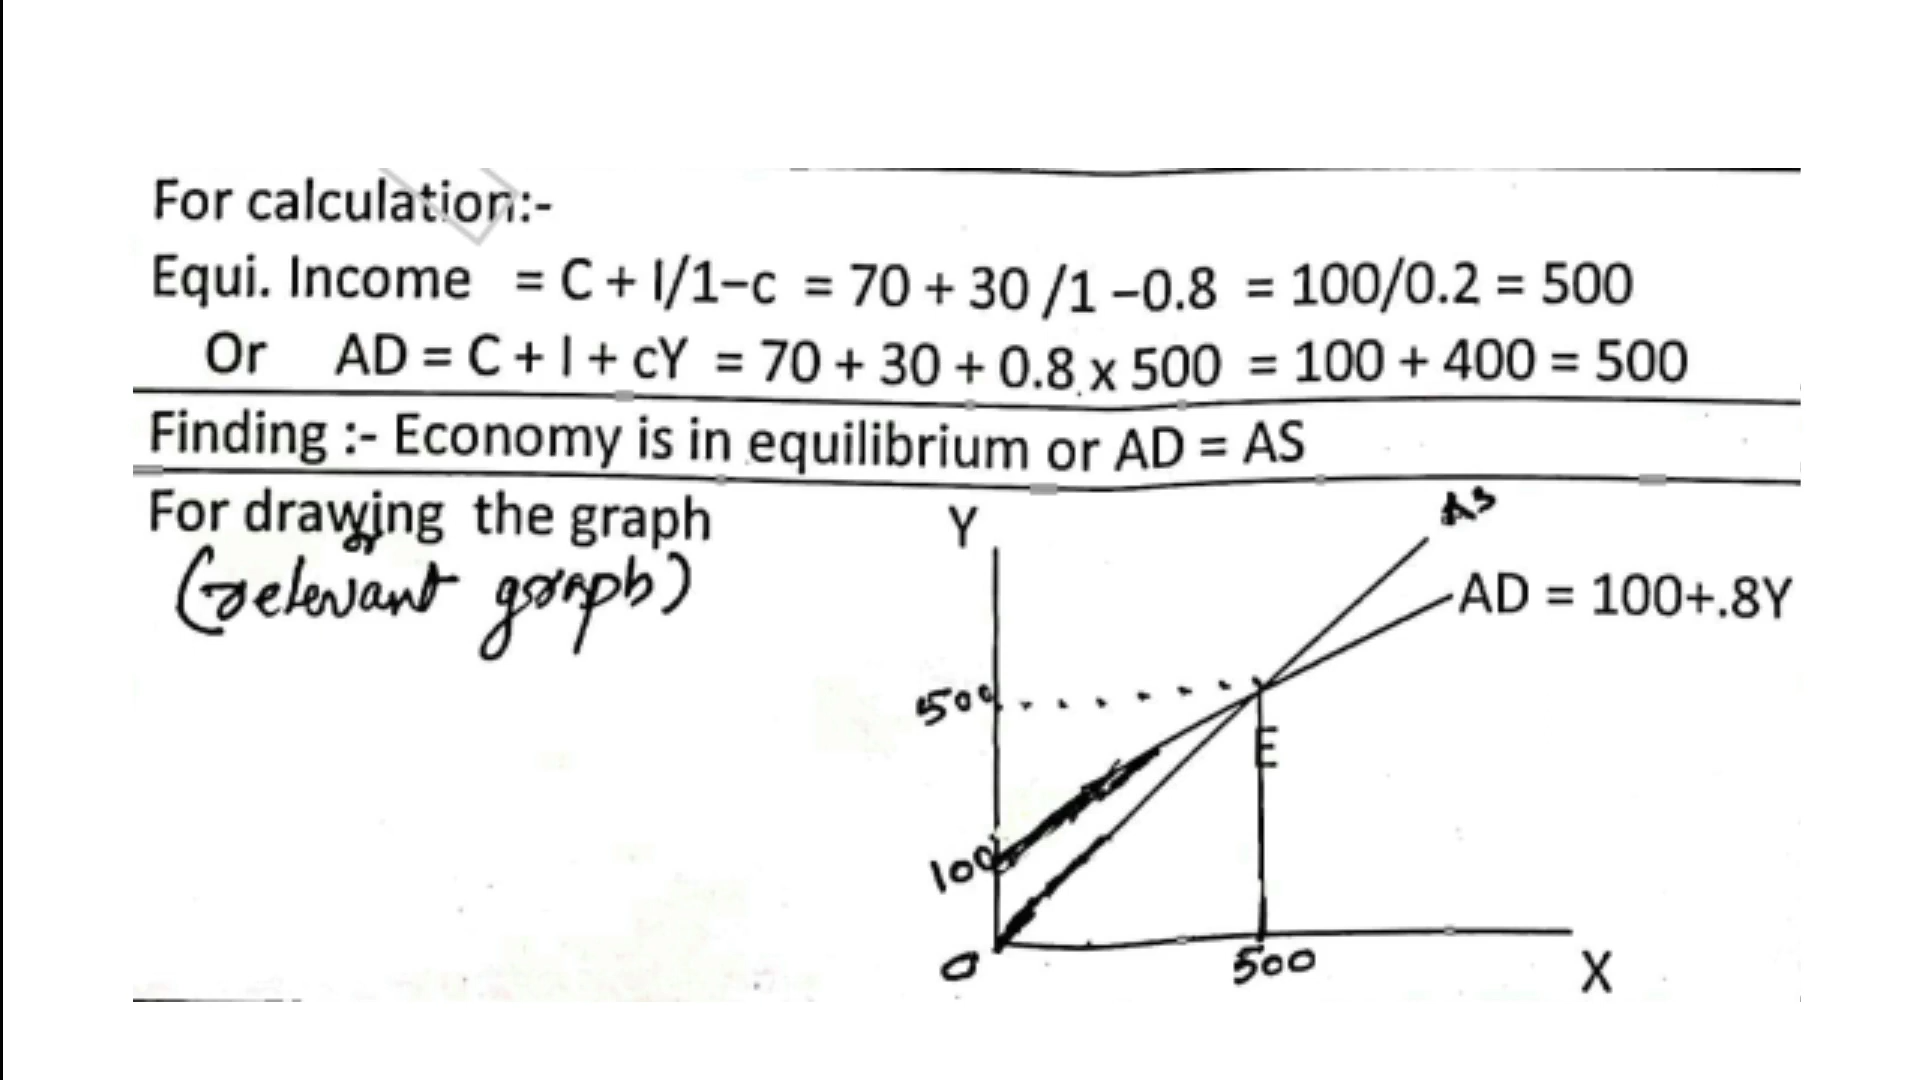 For calculation:-
Equi. Income = C + I/1–c = 70 + 30 /1 –0.8 = 100/0.2 = 500
Or AD = C + I + cY = 70 + 30 + 0.8 x 500 = 100 + 400 = 500
Finding :- Economy is in equilibrium or AD = AS
For drawing the graph
(relevant graph)
Y
AS
AD = 100+.8Y
500
E
100
O
500
X